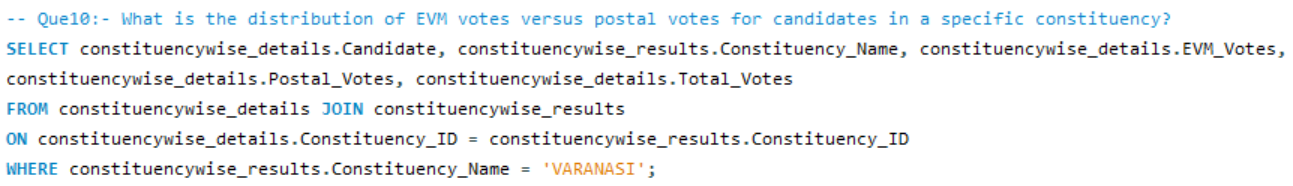 -- Que10:- What is the distribution of EVM votes versus postal votes for candidates in a specific constituency?
SELECT constituencywise_details.Candidate, constituencywise_results.Constituency_Name, constituencywise_details.EVM_Votes,
constituencywise_details.Postal_Votes, constituencywise_details.Total_Votes
FROM constituencywise_details JOIN constituencywise_results
ON constituencywise_details.Constituency_ID = constituencywise_results.Constituency_ID
WHERE constituencywise_results.Constituency_Name = 'VARANASI';